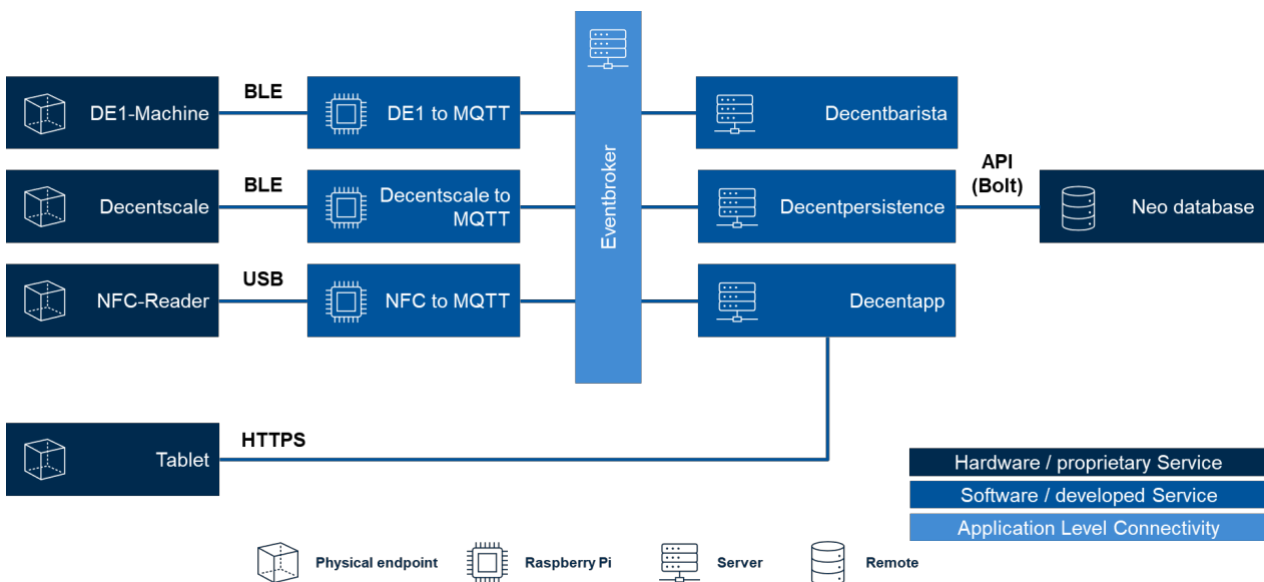 BLE
DE1-Machine
DE1 to MQTT
Decentbarista
BLE
Decentscale
Decentscale to
MQTT
Decentpersistence
API
(Bolt)
Neo database
USB
NFC-Reader
NFC to MQTT
Decentapp
Eventbroker
HTTPS
Tablet
Hardware / proprietary Service
Software / developed Service
Application Level Connectivity
Physical endpoint
Raspberry Pi
Server
Remote